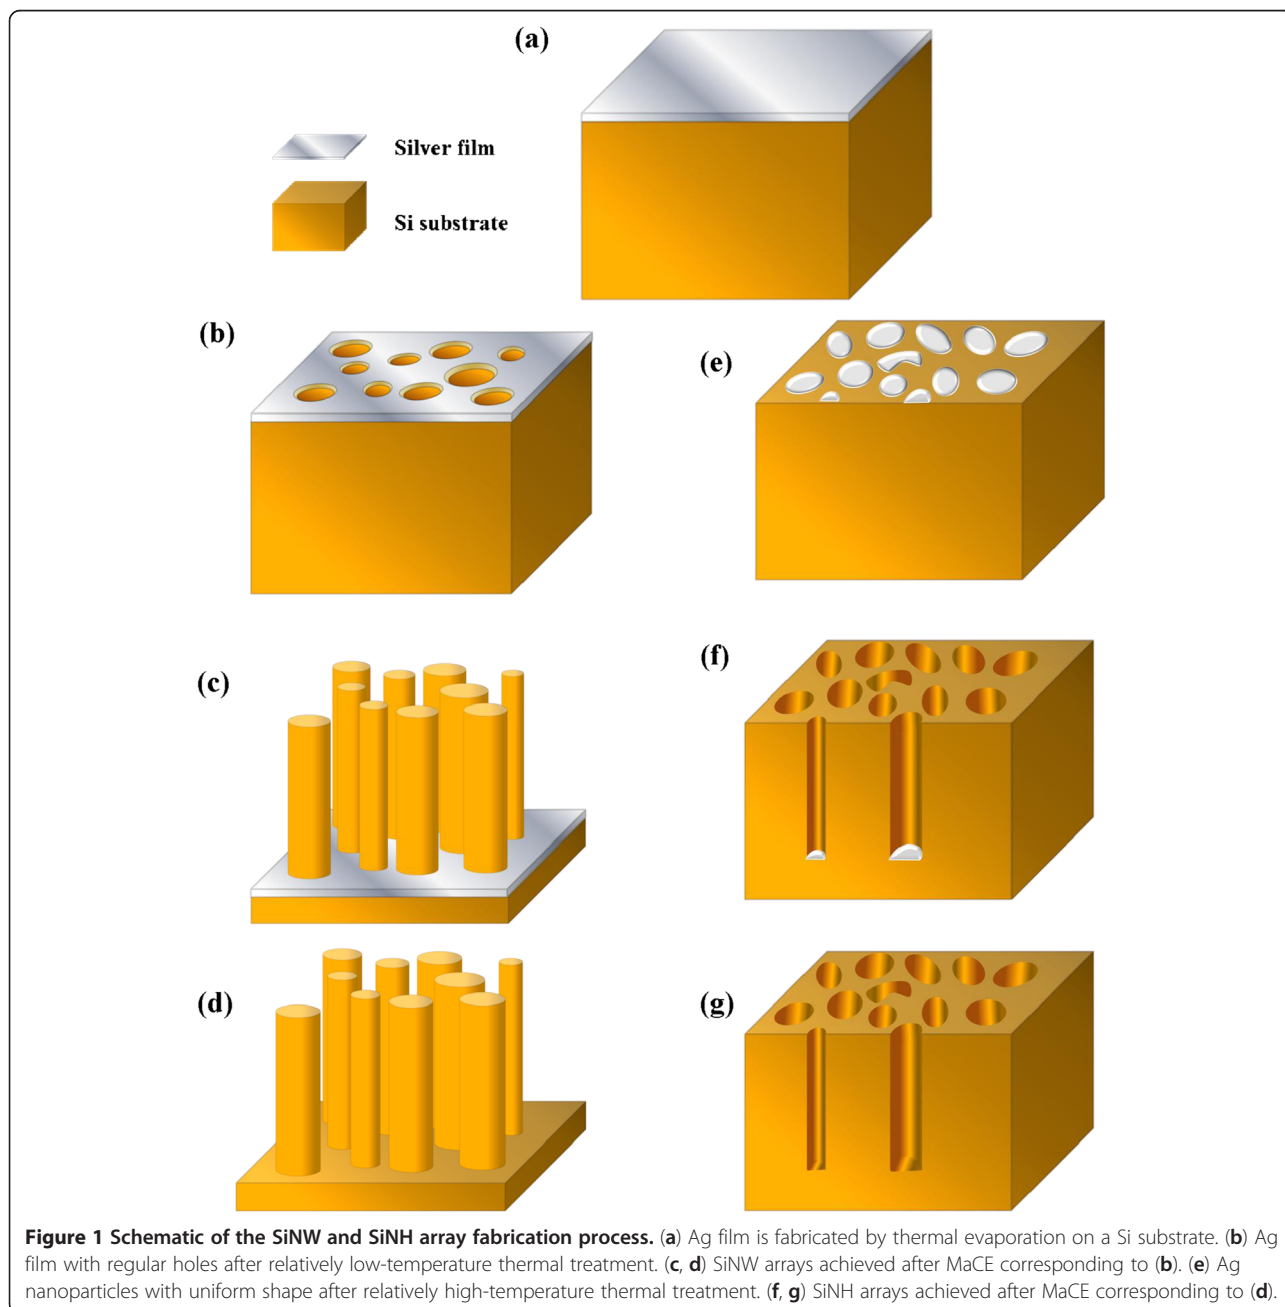 (a)
Silver film
Si substrate
(b)
(e)
(c)
(f)
(d)
(g)
Figure 1 Schematic of the SiNW and SiNH array fabrication process. (a) Ag film is fabricated by thermal evaporation on a Si substrate. (b) Ag
film with regular holes after relatively low-temperature thermal treatment. (c, d) SiNW arrays achieved after MaCE corresponding to (b). (e) Ag
nanoparticles with uniform shape after relatively high-temperature thermal treatment. (f, g) SiNH arrays achieved after MaCE corresponding to (d).